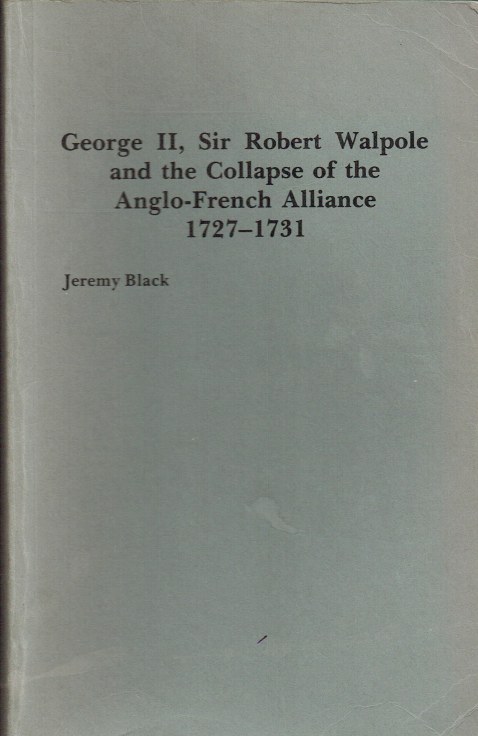 George II, Sir Robert Walpole
and the Collapse of the
Anglo-French Alliance
1727–1731
Jeremy Black